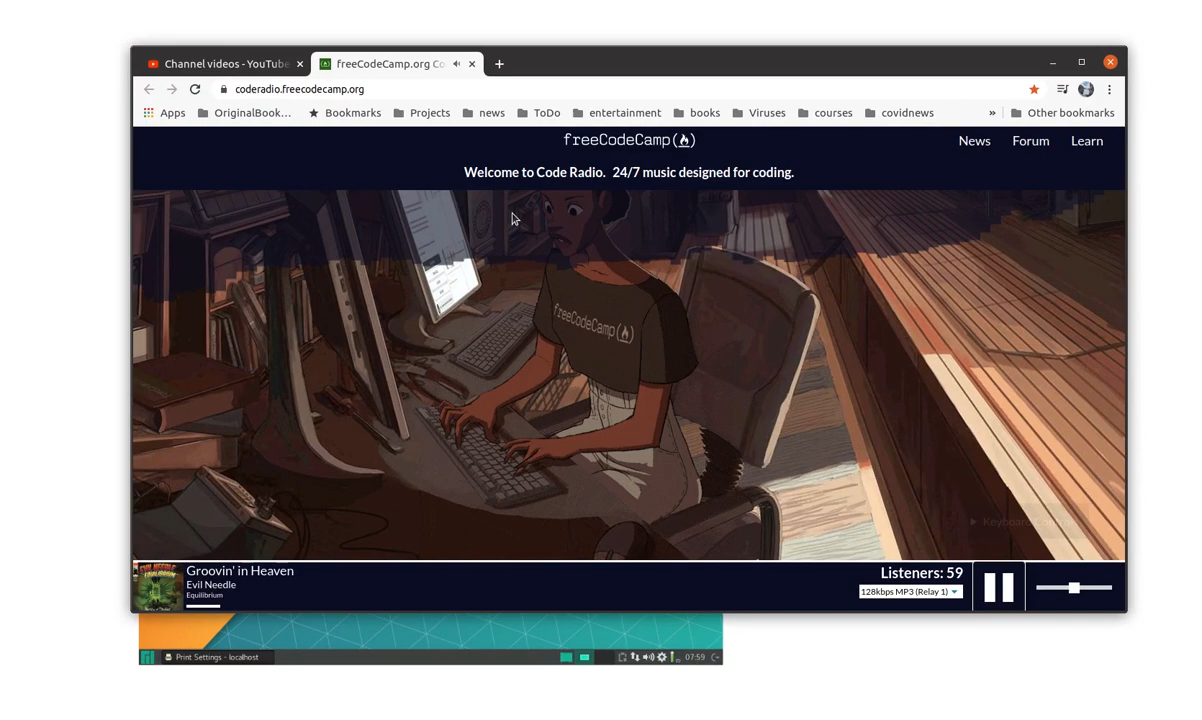 Channel videos - YouTube
freeCodeCamp.org Co
coderadio.freecodecamp.org
Apps OriginalBook... Bookmarks Projects news ToDo entertainment books Viruses courses covidnews » Other bookmarks
freeCodeCamp(🔥)
News Forum Learn
Welcome to Code Radio. 24/7 music designed for coding.
freeCodeCamp(🔥)
Groovin' in Heaven
Evil Needle
Equilibrium
Listeners: 59
128kbps MP3 (Relay 1)
Print Settings - localhost
07:59